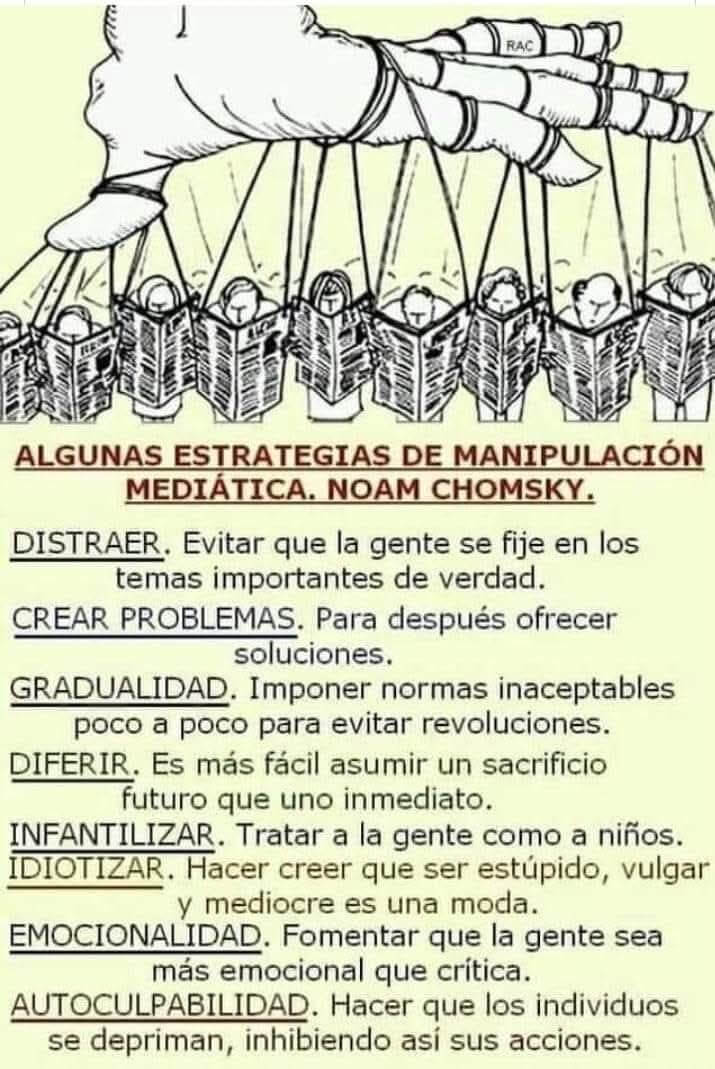 RAC
ALGUNAS ESTRATEGIAS DE MANIPULACIÓN
MEDIÁTICA. NOAM CHOMSKY.
DISTRAER. Evitar que la gente se fije en los
temas importantes de verdad.
CREAR PROBLEMAS. Para después ofrecer
soluciones.
GRADUALIDAD. Imponer normas inaceptables
poco a poco para evitar revoluciones.
DIFERIR. Es más fácil asumir un sacrificio
futuro que uno inmediato.
INFANTILIZAR. Tratar a la gente como a niños.
IDIOTIZAR. Hacer creer que ser estúpido, vulgar
y mediocre es una moda.
EMOCIONALIDAD. Fomentar que la gente sea
más emocional que crítica.
AUTOCULPABILIDAD. Hacer que los individuos
se depriman, inhibiendo así sus acciones.